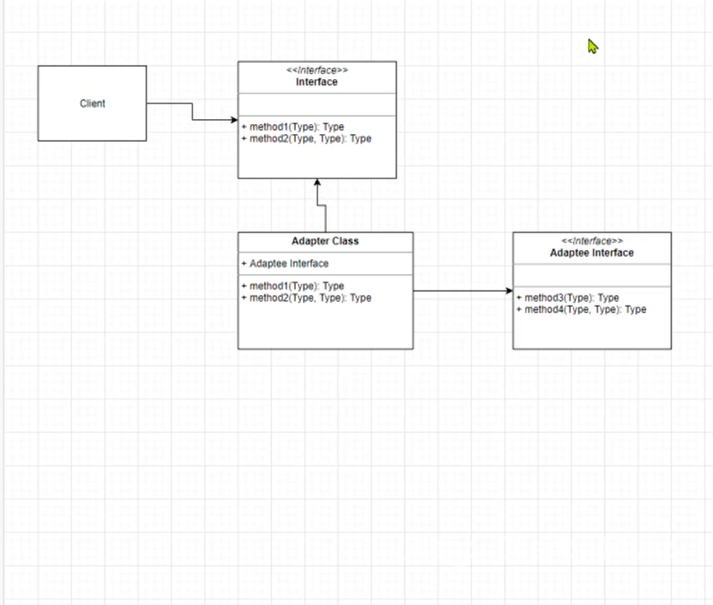 Client
<<Interface>>
Interface
+ method1(Type): Type
+ method2(Type, Type): Type
Adapter Class
+ Adaptee Interface
+ method1(Type): Type
+ method2(Type, Type): Type
<<Interface>>
Adaptee Interface
+ method3(Type): Type
+ method4(Type, Type): Type